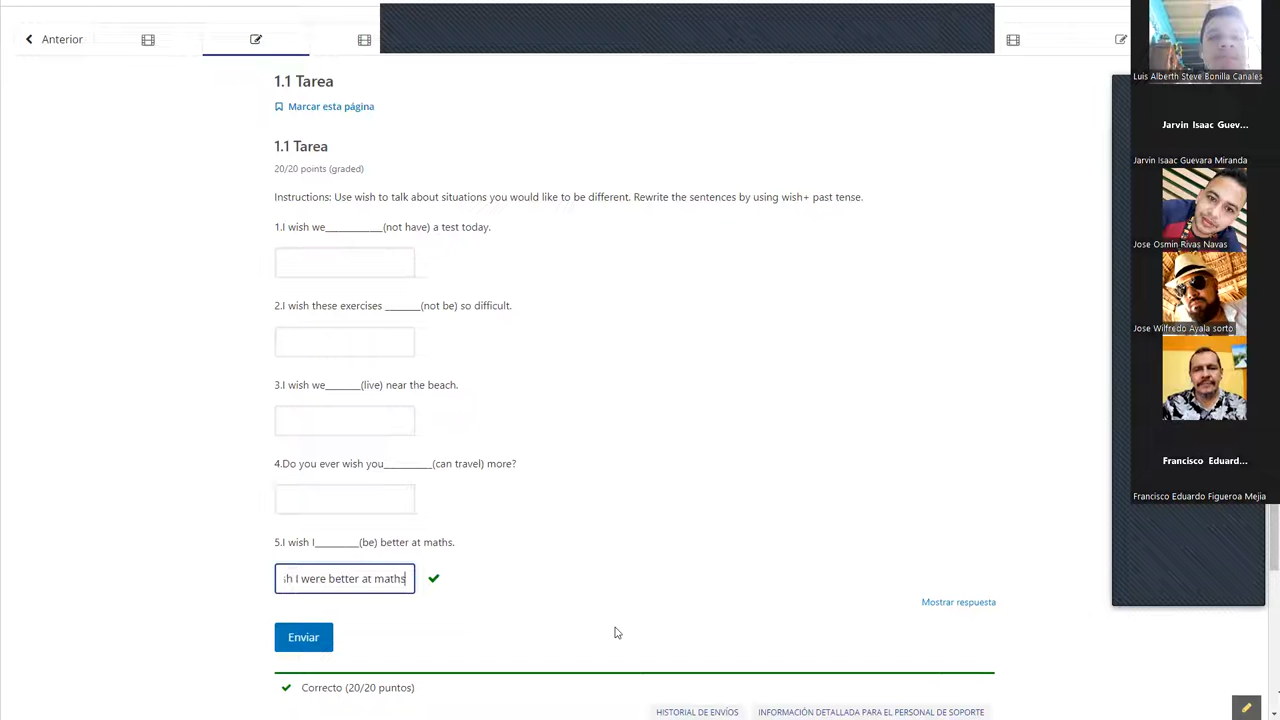 Anterior
1.1 Tarea
Marcar esta página
1.1 Tarea
20/20 points (graded)
Instructions: Use wish to talk about situations you would like to be different. Rewrite the sentences by using wish+ past tense.
1.I wish we___________(not have) a test today.
2.I wish these exercises _______(not be) so difficult.
3.I wish we_______(live) near the beach.
4.Do you ever wish you__________(can travel) more?
5.I wish I_________(be) better at maths.
sh I were better at maths
Mostrar respuesta
Enviar
Correcto (20/20 puntos)
HISTORIAL DE ENVÍOS
INFORMACIÓN DETALLADA PARA EL PERSONAL DE SOPORTE
Luis Alberth Steve Bonilla Canales
Jarvin Isaac Guev...
Jarvin Isaac Guevara Miranda
Jose Osmin Rivas Navas
Jose Wilfredo Ayala sorto
Francisco Eduard...
Francisco Eduardo Figueroa Mejia